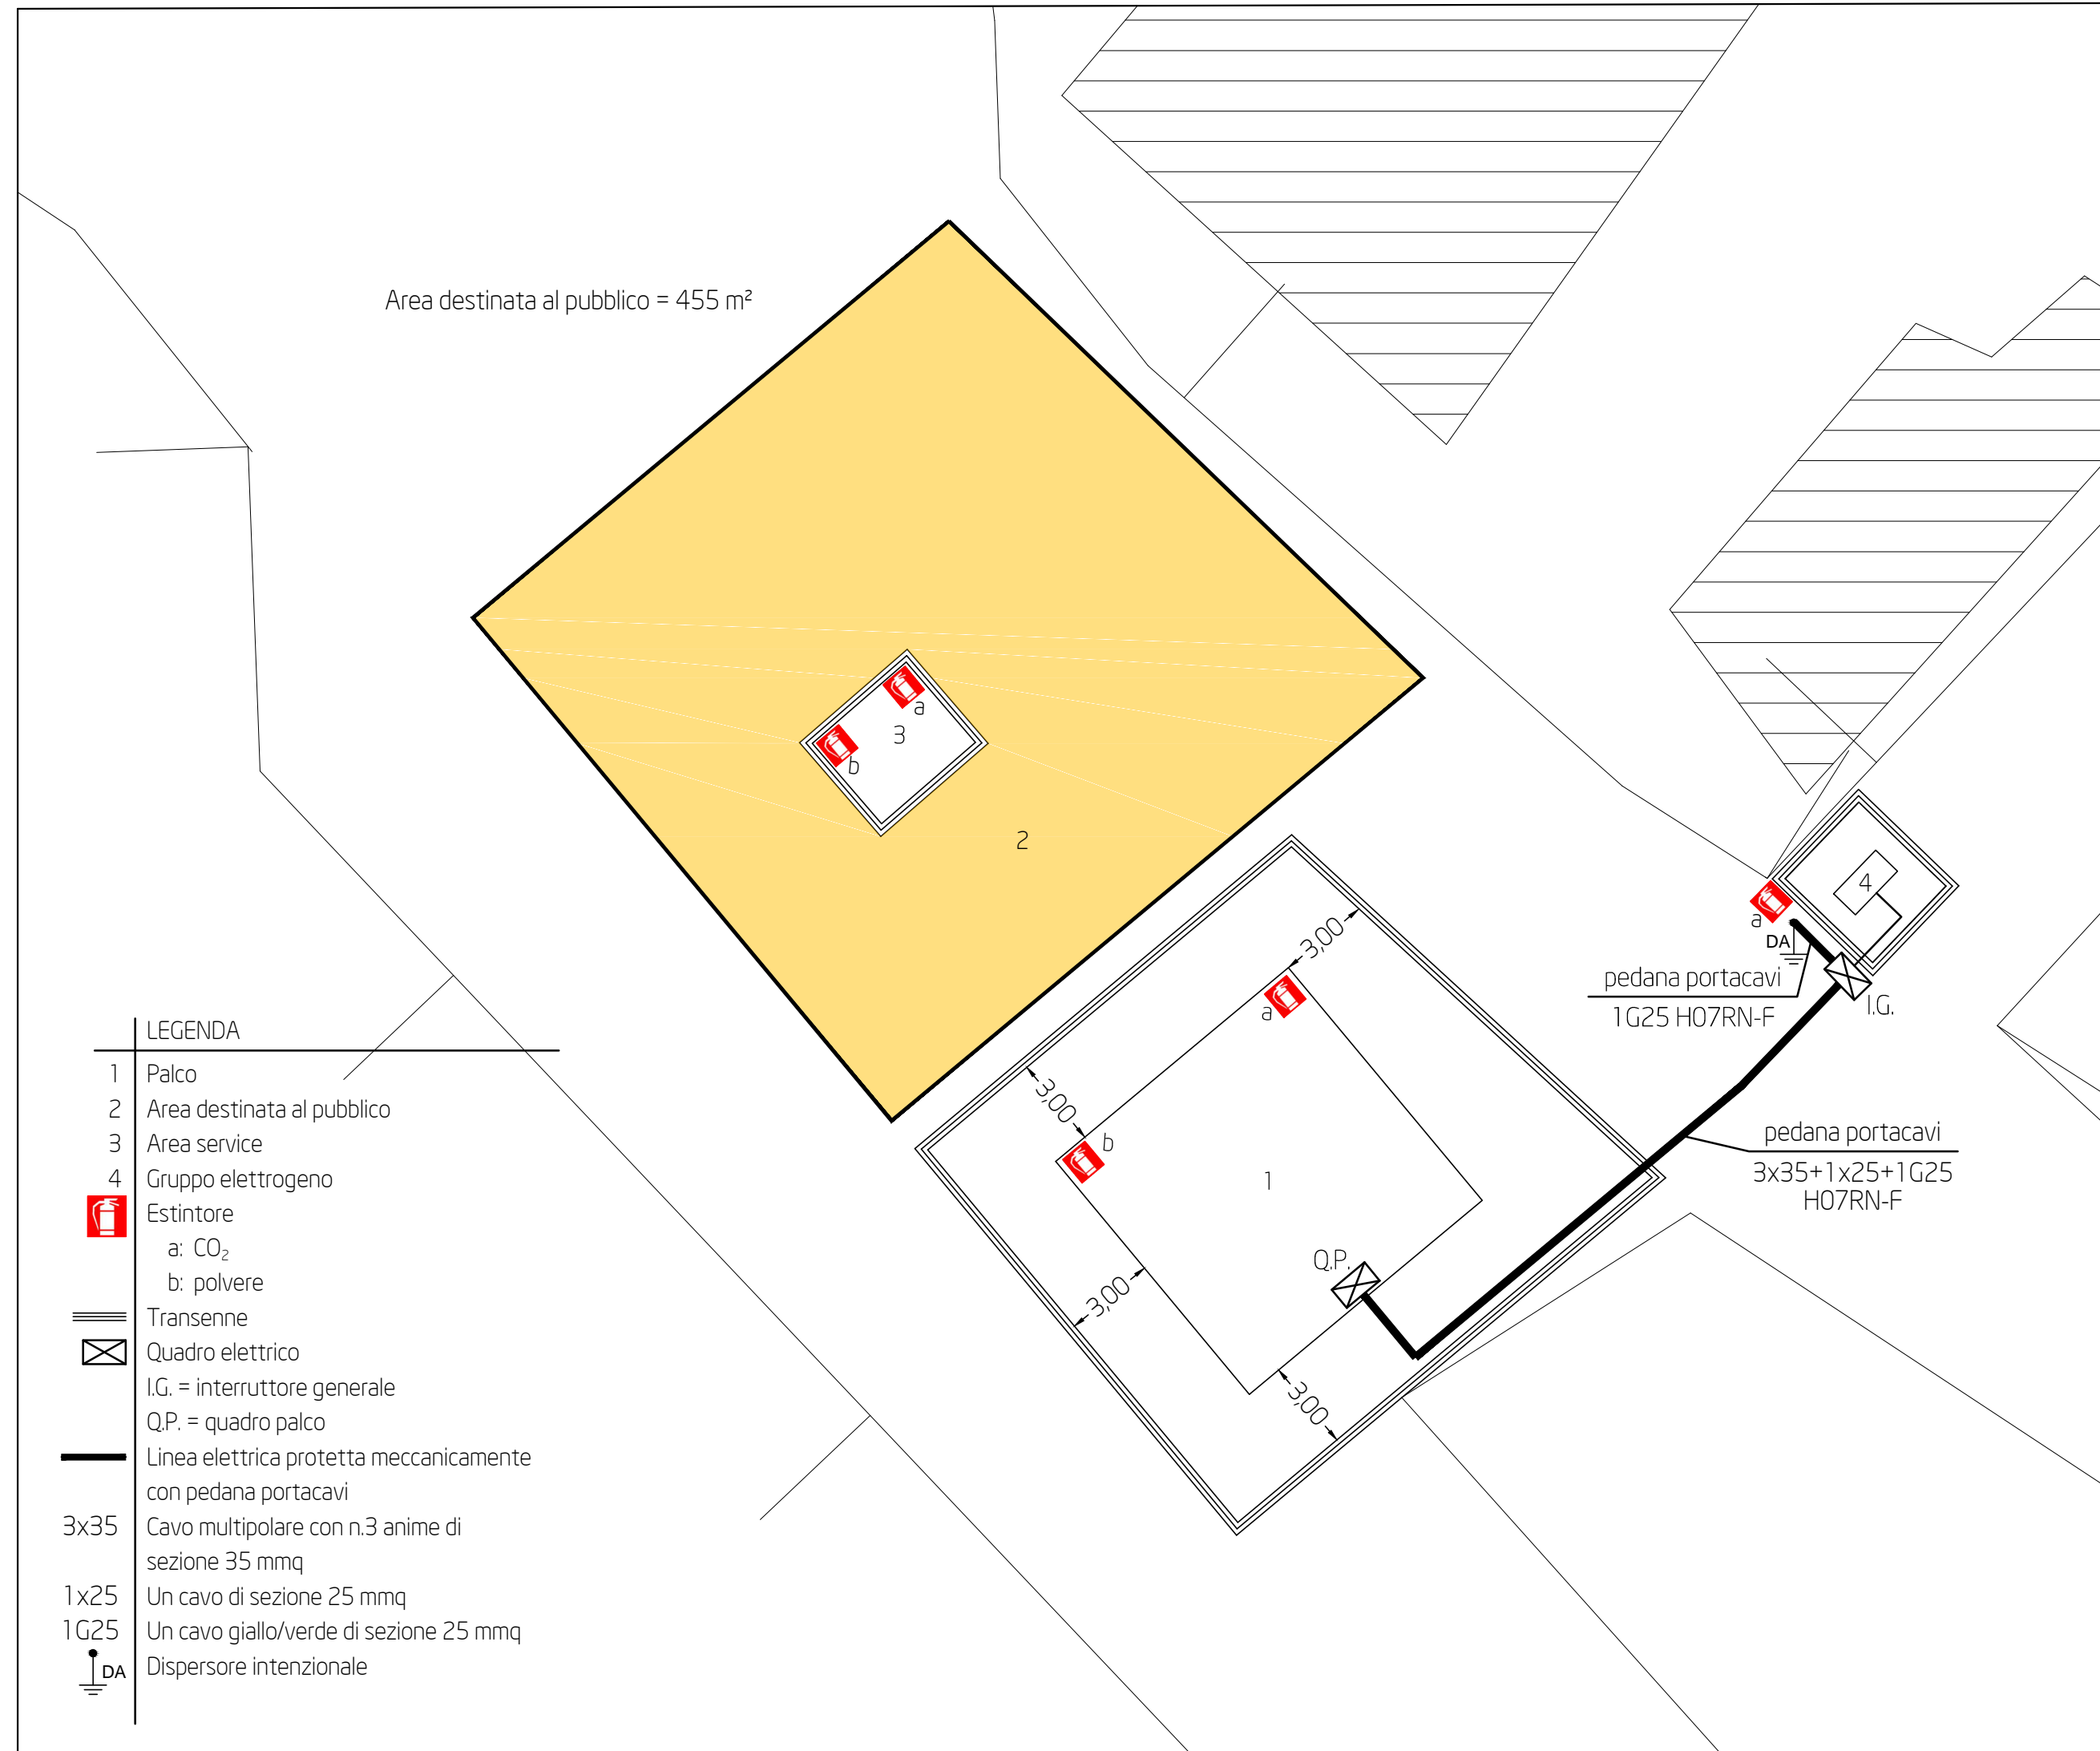 Area destinata al pubblico = 455 m²
a
3
b
2
4
a
DA
3,00
pedana portacavi
1G25 H07RN-F
I.G.
a
3,00
b
pedana portacavi
3x35+1x25+1G25
H07RN-F
1
Q.P.
3,00
3,00
LEGENDA
1 Palco
2 Area destinata al pubblico
3 Area service
4 Gruppo elettrogeno
Estintore
a: CO₂
b: polvere
Transenne
Quadro elettrico
I.G. = interruttore generale
Q.P. = quadro palco
Linea elettrica protetta meccanicamente
con pedana portacavi
3x35 Cavo multipolare con n.3 anime di
sezione 35 mmq
1x25 Un cavo di sezione 25 mmq
1G25 Un cavo giallo/verde di sezione 25 mmq
DA Dispersore intenzionale